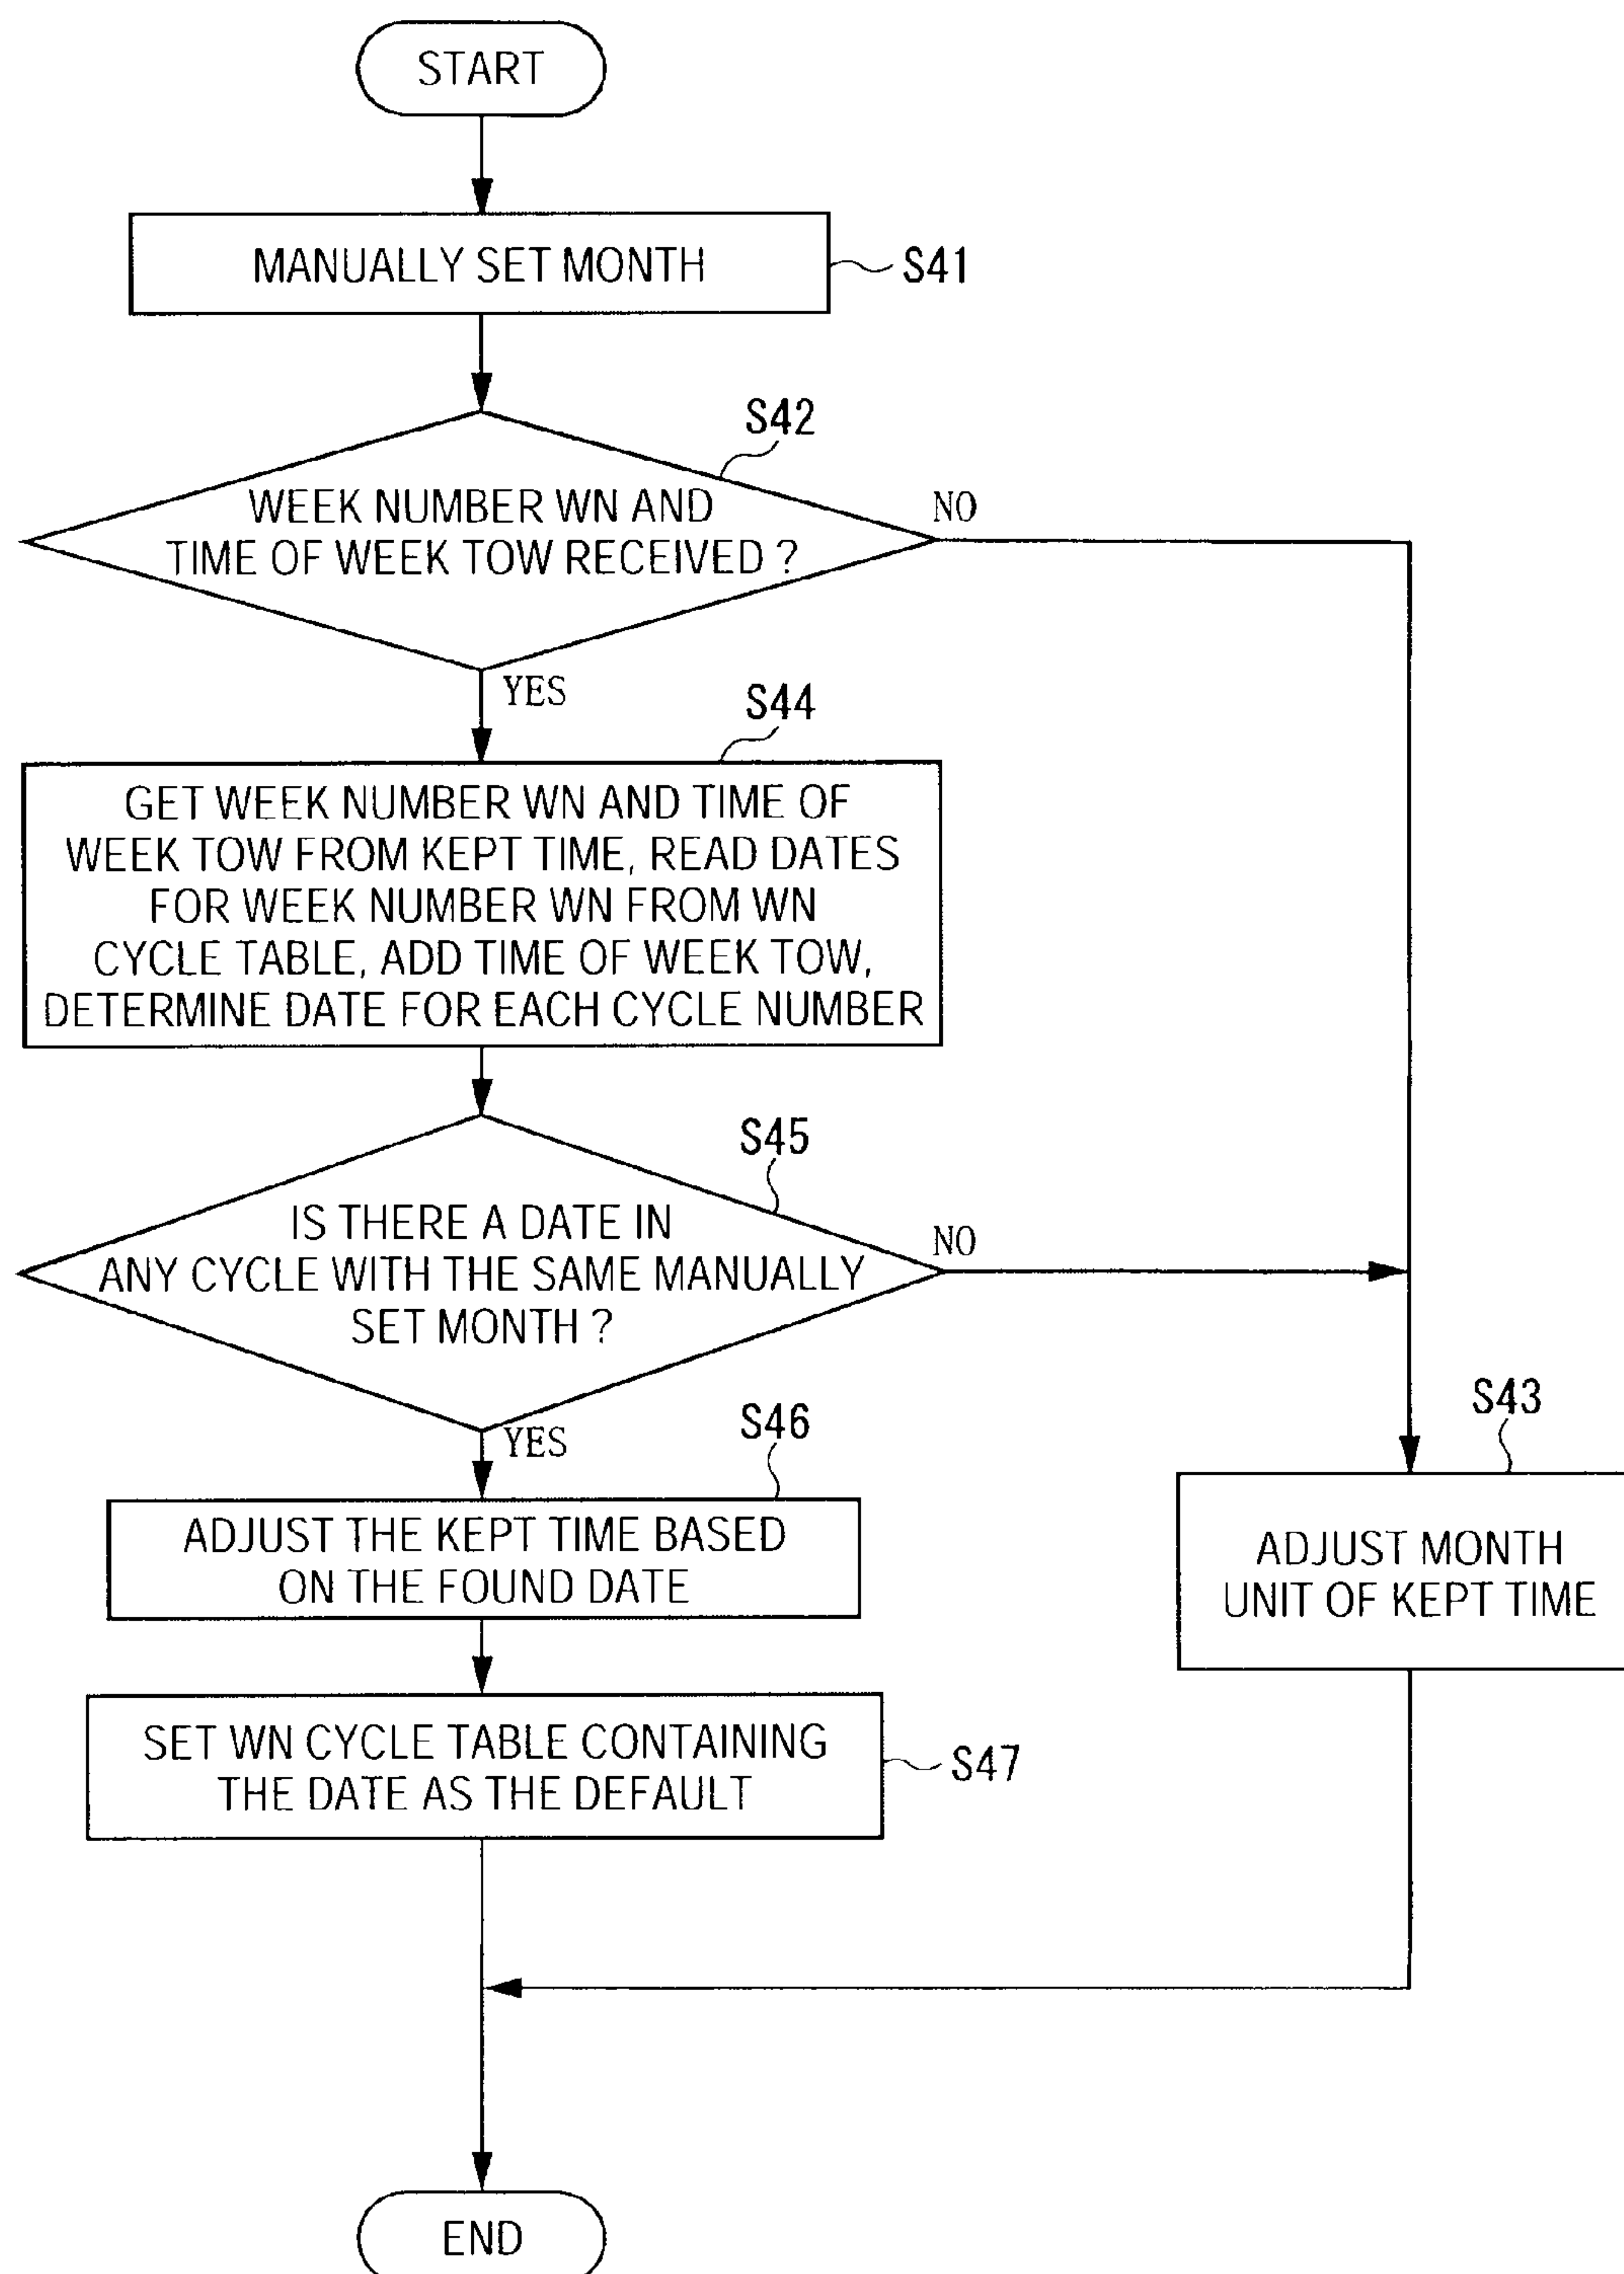 START
MANUALLY SET MONTH
S41
S42
WEEK NUMBER WN AND
TIME OF WEEK TOW RECEIVED ?
NO
YES
S44
GET WEEK NUMBER WN AND TIME OF
WEEK TOW FROM KEPT TIME, READ DATES
FOR WEEK NUMBER WN FROM WN
CYCLE TABLE, ADD TIME OF WEEK TOW,
DETERMINE DATE FOR EACH CYCLE NUMBER
S45
IS THERE A DATE IN
ANY CYCLE WITH THE SAME MANUALLY
SET MONTH ?
NO
YES
S46
ADJUST THE KEPT TIME BASED
ON THE FOUND DATE
S43
ADJUST MONTH
UNIT OF KEPT TIME
SET WN CYCLE TABLE CONTAINING
THE DATE AS THE DEFAULT
S47
END